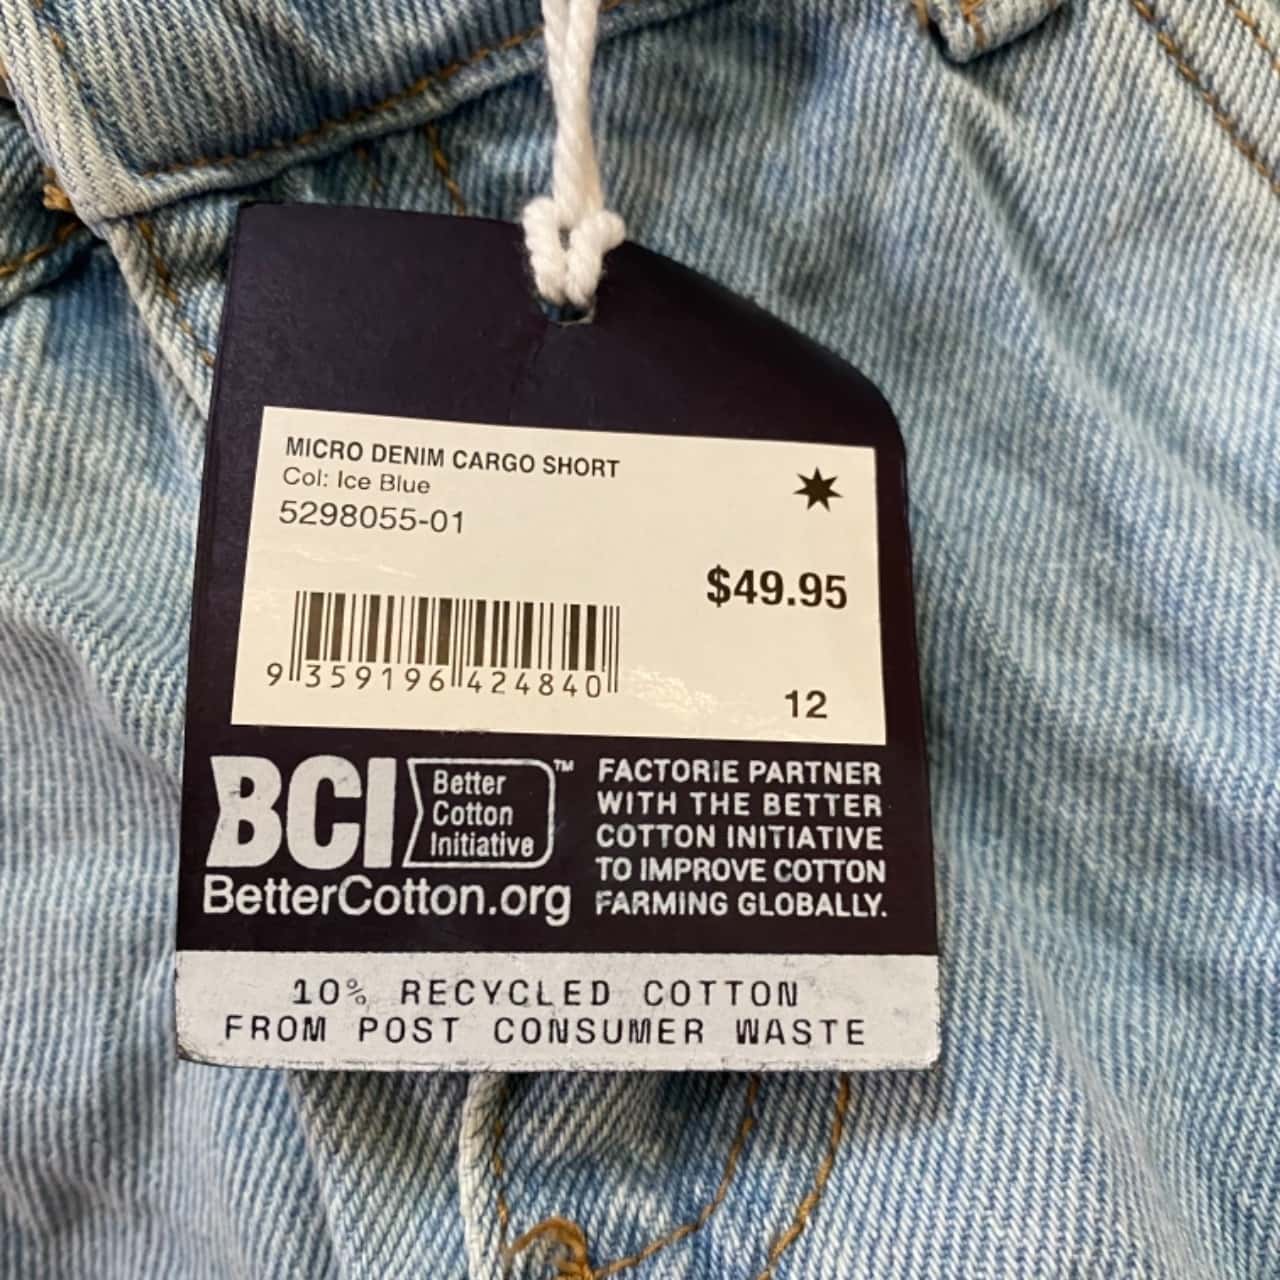 MICRO DENIM CARGO SHORT
Col: Ice Blue
5298055-01
$49.95
9 359196 424840
12
BCI Better Cotton Initiative™
BetterCotton.org
FACTORIE PARTNER
WITH THE BETTER
COTTON INITIATIVE
TO IMPROVE COTTON
FARMING GLOBALLY.
10% RECYCLED COTTON
FROM POST CONSUMER WASTE